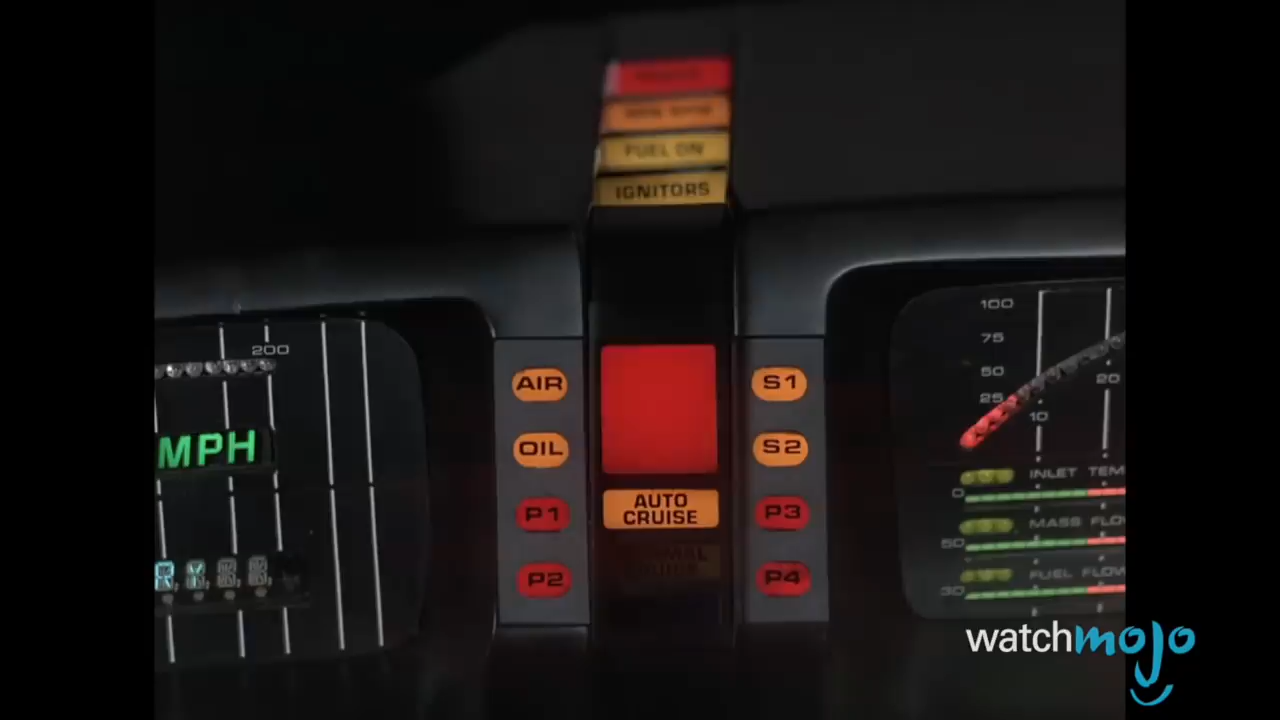 FUEL ON
IGNITORS
200
MPH
AIR
OIL
P1
P2
AUTO
CRUISE
S1
S2
P3
P4
100
75
50
25
10
20
INLET TEM
0
MASS FLO
50
FUEL FLOW
30
watchmojo